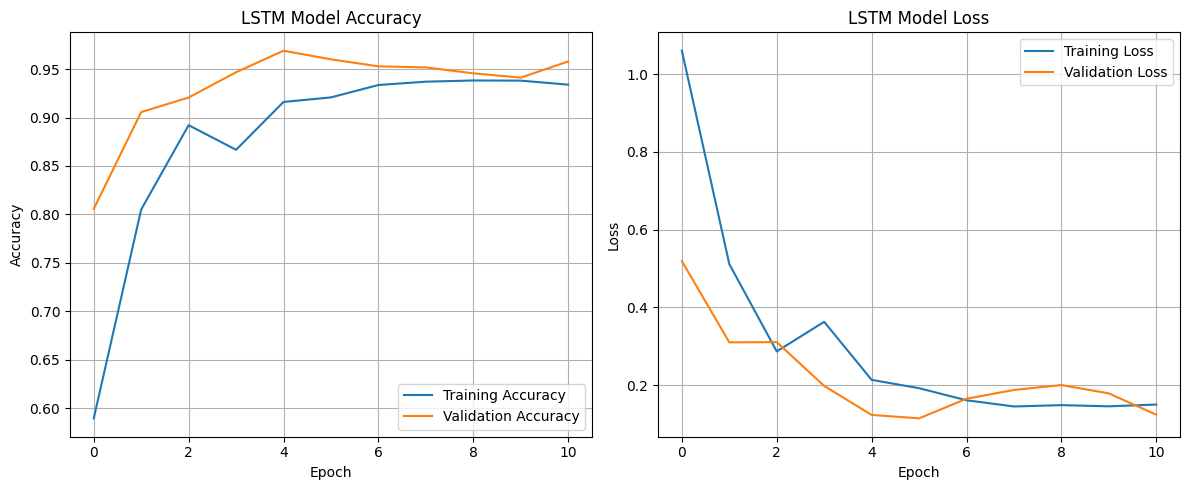 LSTM Model Accuracy
0.95
0.90
0.85
0.80
0.75
0.70
0.65
0.60
Accuracy
Training Accuracy
Validation Accuracy
0 2 4 6 8 10
Epoch
LSTM Model Loss
Training Loss
Validation Loss
1.0
0.8
0.6
0.4
0.2
Loss
0 2 4 6 8 10
Epoch